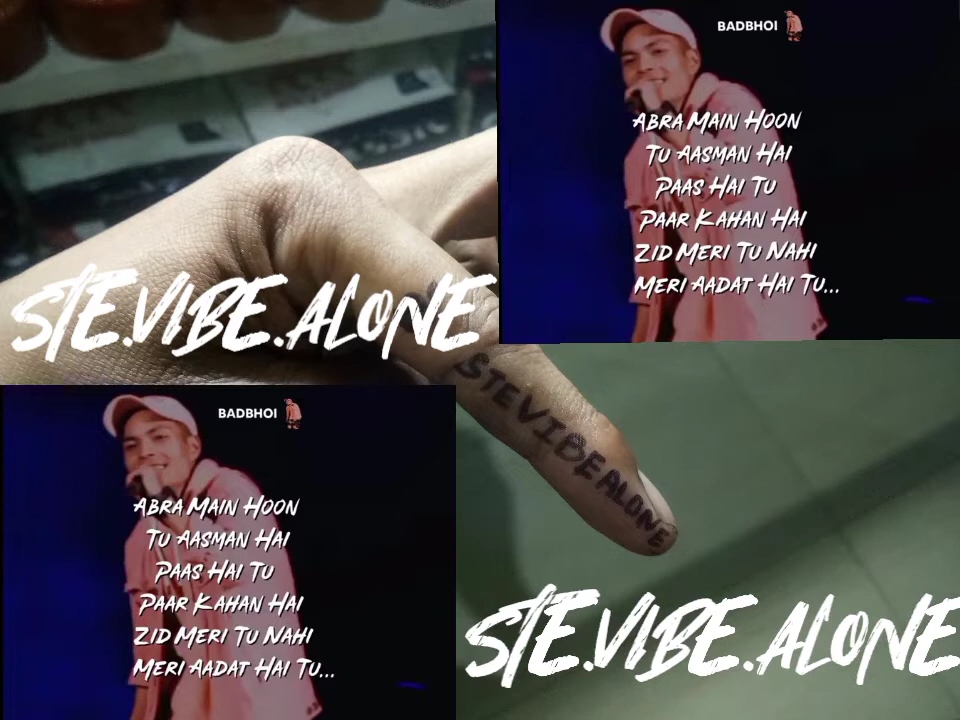 BADBHOI
ABRA MAIN HOON
TU AASMAN HAI
PAAS HAI TU
PAAR KAHAN HAI
ZID MERI TU NAHI
MERI AADAT HAI TU...
STE.VIBE.ALONE
STEVIBEALONE
BADBHOI
ABRA MAIN HOON
TU AASMAN HAI
PAAS HAI TU
PAAR KAHAN HAI
ZID MERI TU NAHI
MERI AADAT HAI TU...
STE.VIBE.ALONE